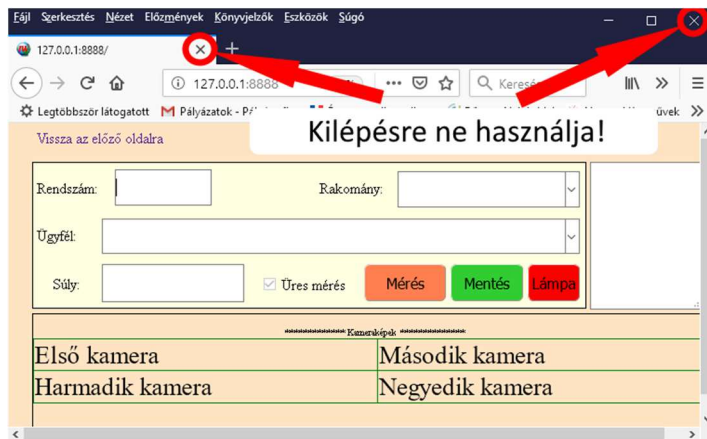 Fájl Szerkesztés Nézet Előzmények Könyvjelzők Eszközök Súgó
127.0.0.1:8888/
127.0.0.1:8888
Keresés
Legtöbbször látogatott Pályázatok
Kilépésre ne használja!
Vissza az előző oldalra
Rendszám: Rakomány:
Ügyfél:
Súly: Üres mérés Mérés Mentés Lámpa
******************** Kameraképek ********************
Első kamera Második kamera
Harmadik kamera Negyedik kamera